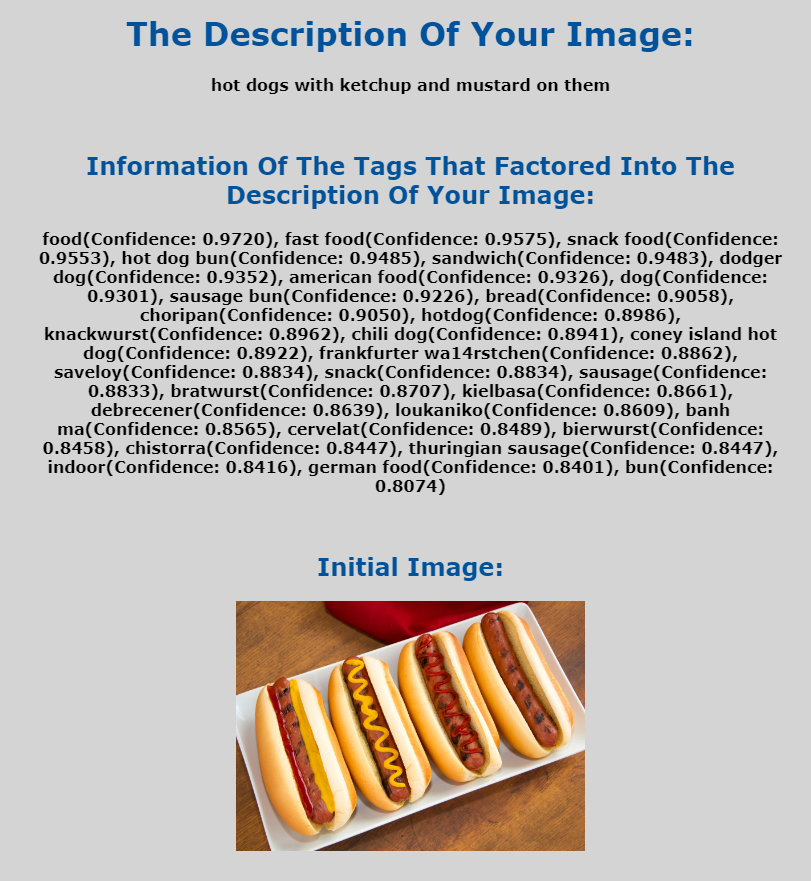 The Description Of Your Image:
hot dogs with ketchup and mustard on them
Information Of The Tags That Factored Into The
Description Of Your Image:
food(Confidence: 0.9720), fast food(Confidence: 0.9575), snack food(Confidence:
0.9553), hot dog bun(Confidence: 0.9485), sandwich(Confidence: 0.9483), dodger
dog(Confidence: 0.9352), american food(Confidence: 0.9326), dog(Confidence:
0.9301), sausage bun(Confidence: 0.9226), bread(Confidence: 0.9058),
choripan(Confidence: 0.9050), hotdog(Confidence: 0.8986),
knackwurst(Confidence: 0.8962), chili dog(Confidence: 0.8941), coney island hot
dog(Confidence: 0.8922), frankfurter wa14rstchen(Confidence: 0.8862),
saveloy(Confidence: 0.8834), snack(Confidence: 0.8834), sausage(Confidence:
0.8833), bratwurst(Confidence: 0.8707), kielbasa(Confidence: 0.8661),
debrecener(Confidence: 0.8639), loukaniko(Confidence: 0.8609), banh
ma(Confidence: 0.8565), cervelat(Confidence: 0.8489), bierwurst(Confidence:
0.8458), chistorra(Confidence: 0.8447), thuringian sausage(Confidence: 0.8447),
indoor(Confidence: 0.8416), german food(Confidence: 0.8401), bun(Confidence:
0.8074)
Initial Image: